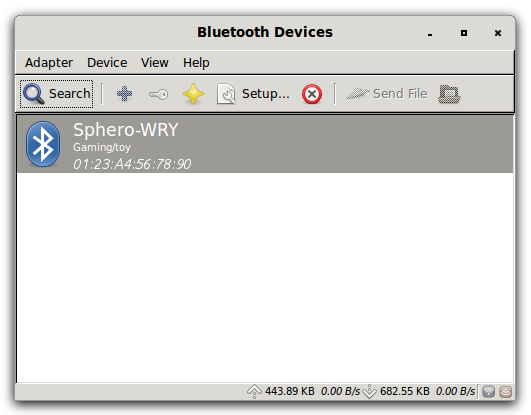 Bluetooth Devices
Adapter Device View Help
Search Setup... Send File
Sphero-WRY
Gaming/toy
01:23:A4:56:78:90
443.89 KB 0.00 B/s 682.55 KB 0.00 B/s